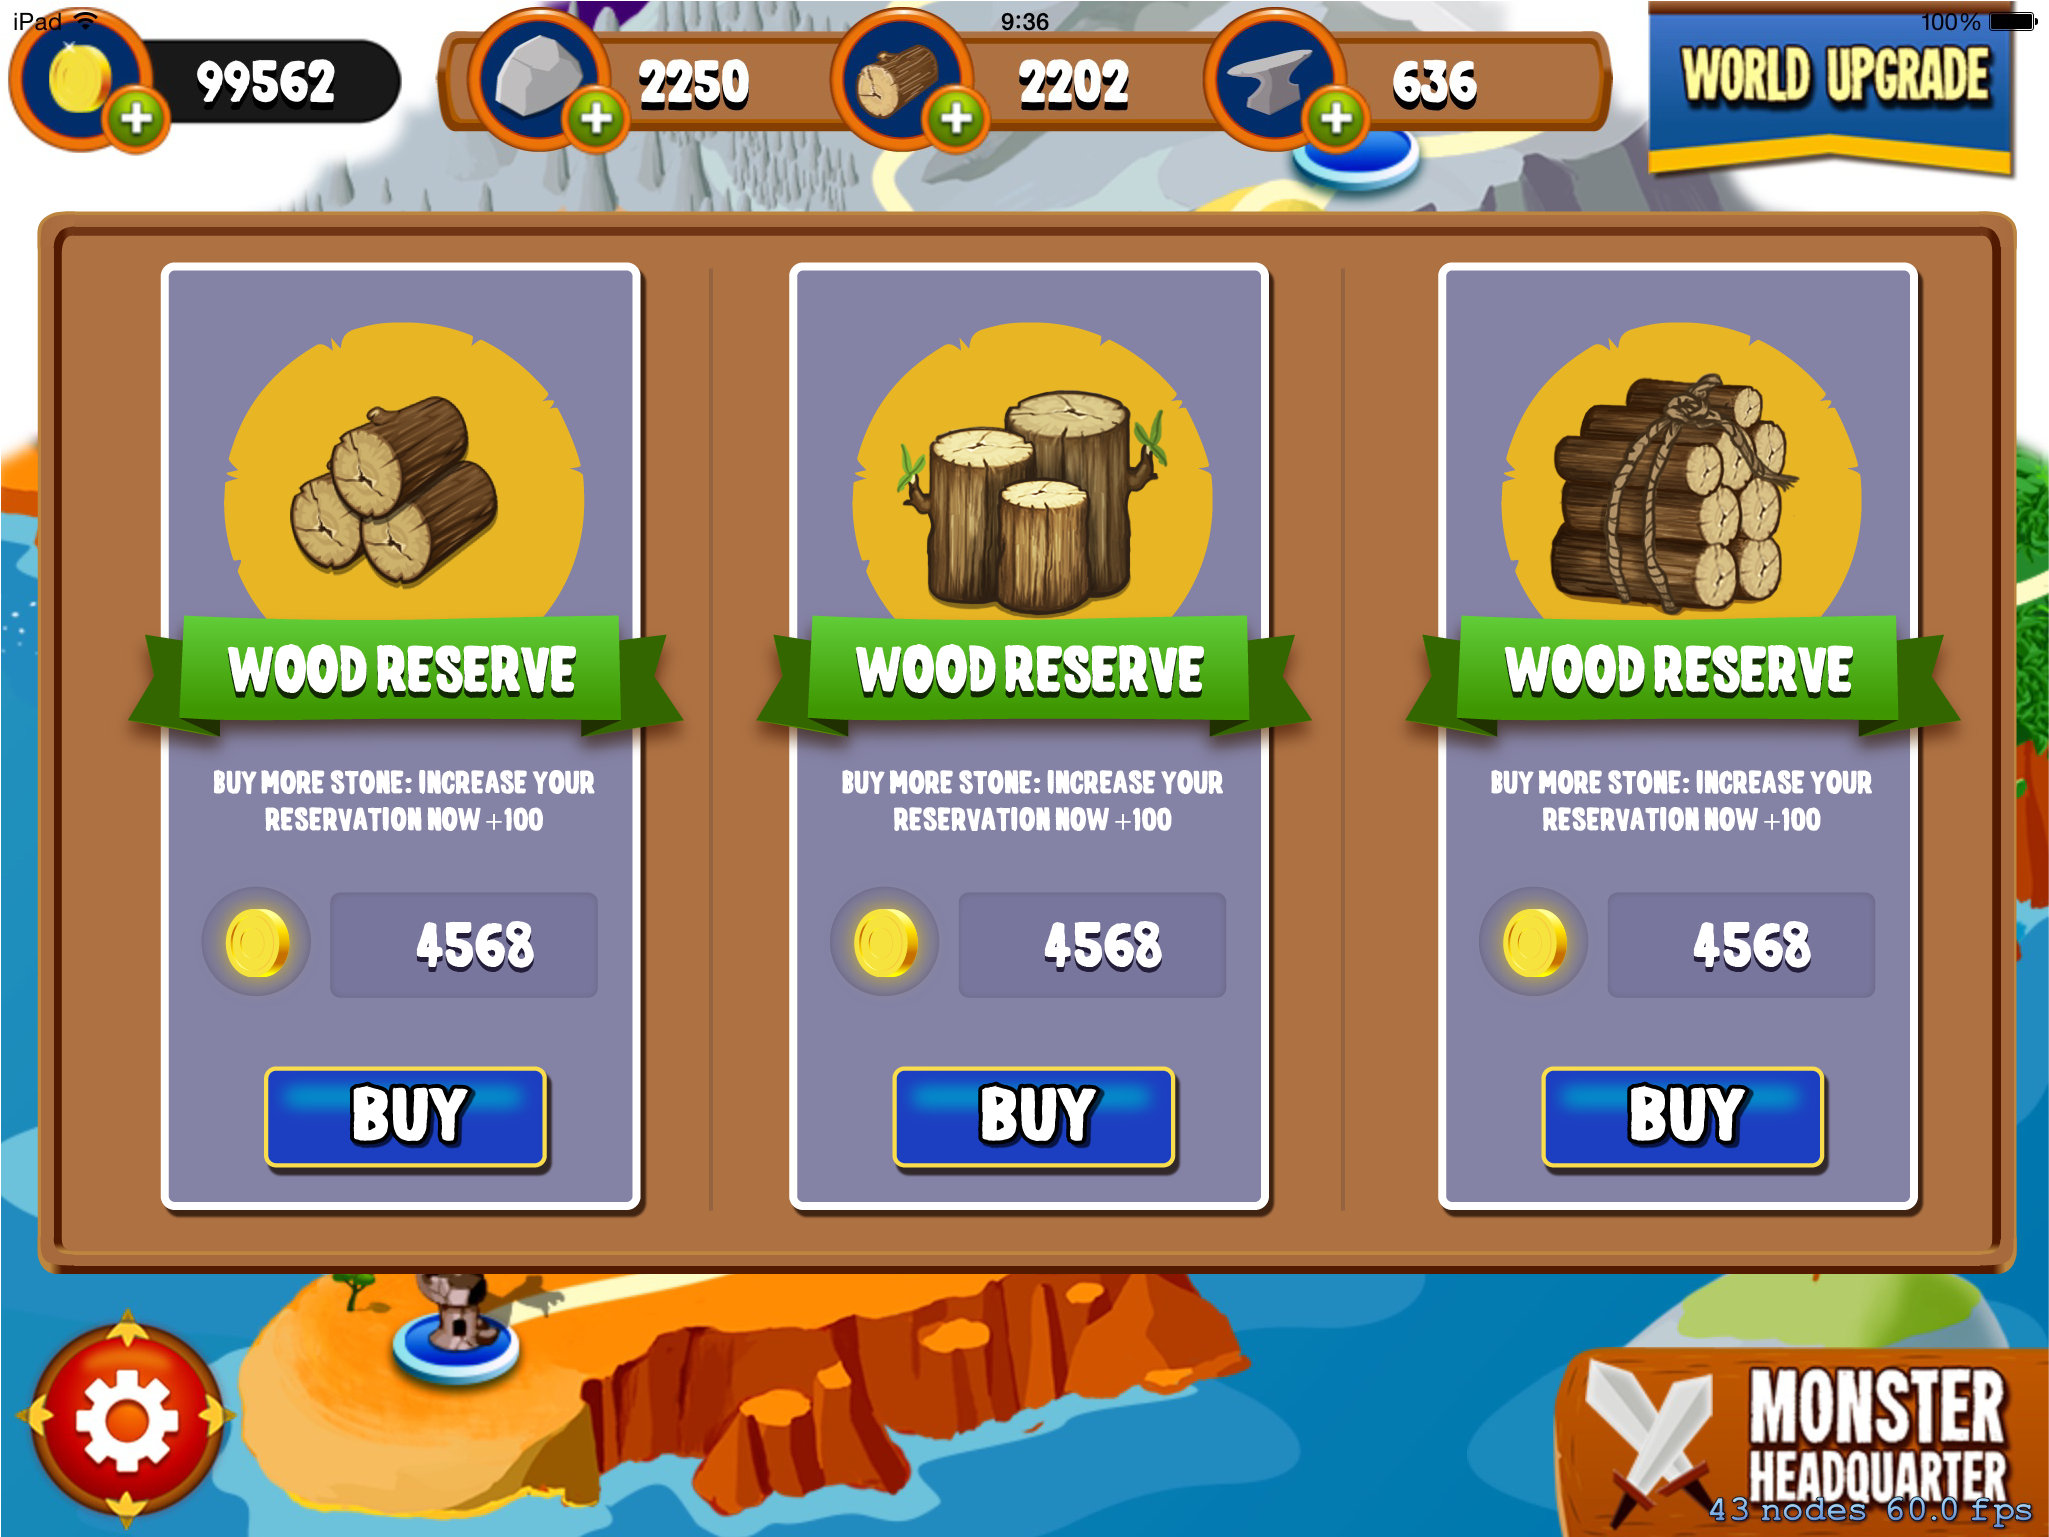 iPad 9:36 100%
99562 2250 2202 636 WORLD UPGRADE
WOOD RESERVE
BUY MORE STONE: INCREASE YOUR
RESERVATION NOW +100
4568
BUY
WOOD RESERVE
BUY MORE STONE: INCREASE YOUR
RESERVATION NOW +100
4568
BUY
WOOD RESERVE
BUY MORE STONE: INCREASE YOUR
RESERVATION NOW +100
4568
BUY
MONSTER
HEADQUARTER
43 nodes 60.0 fps